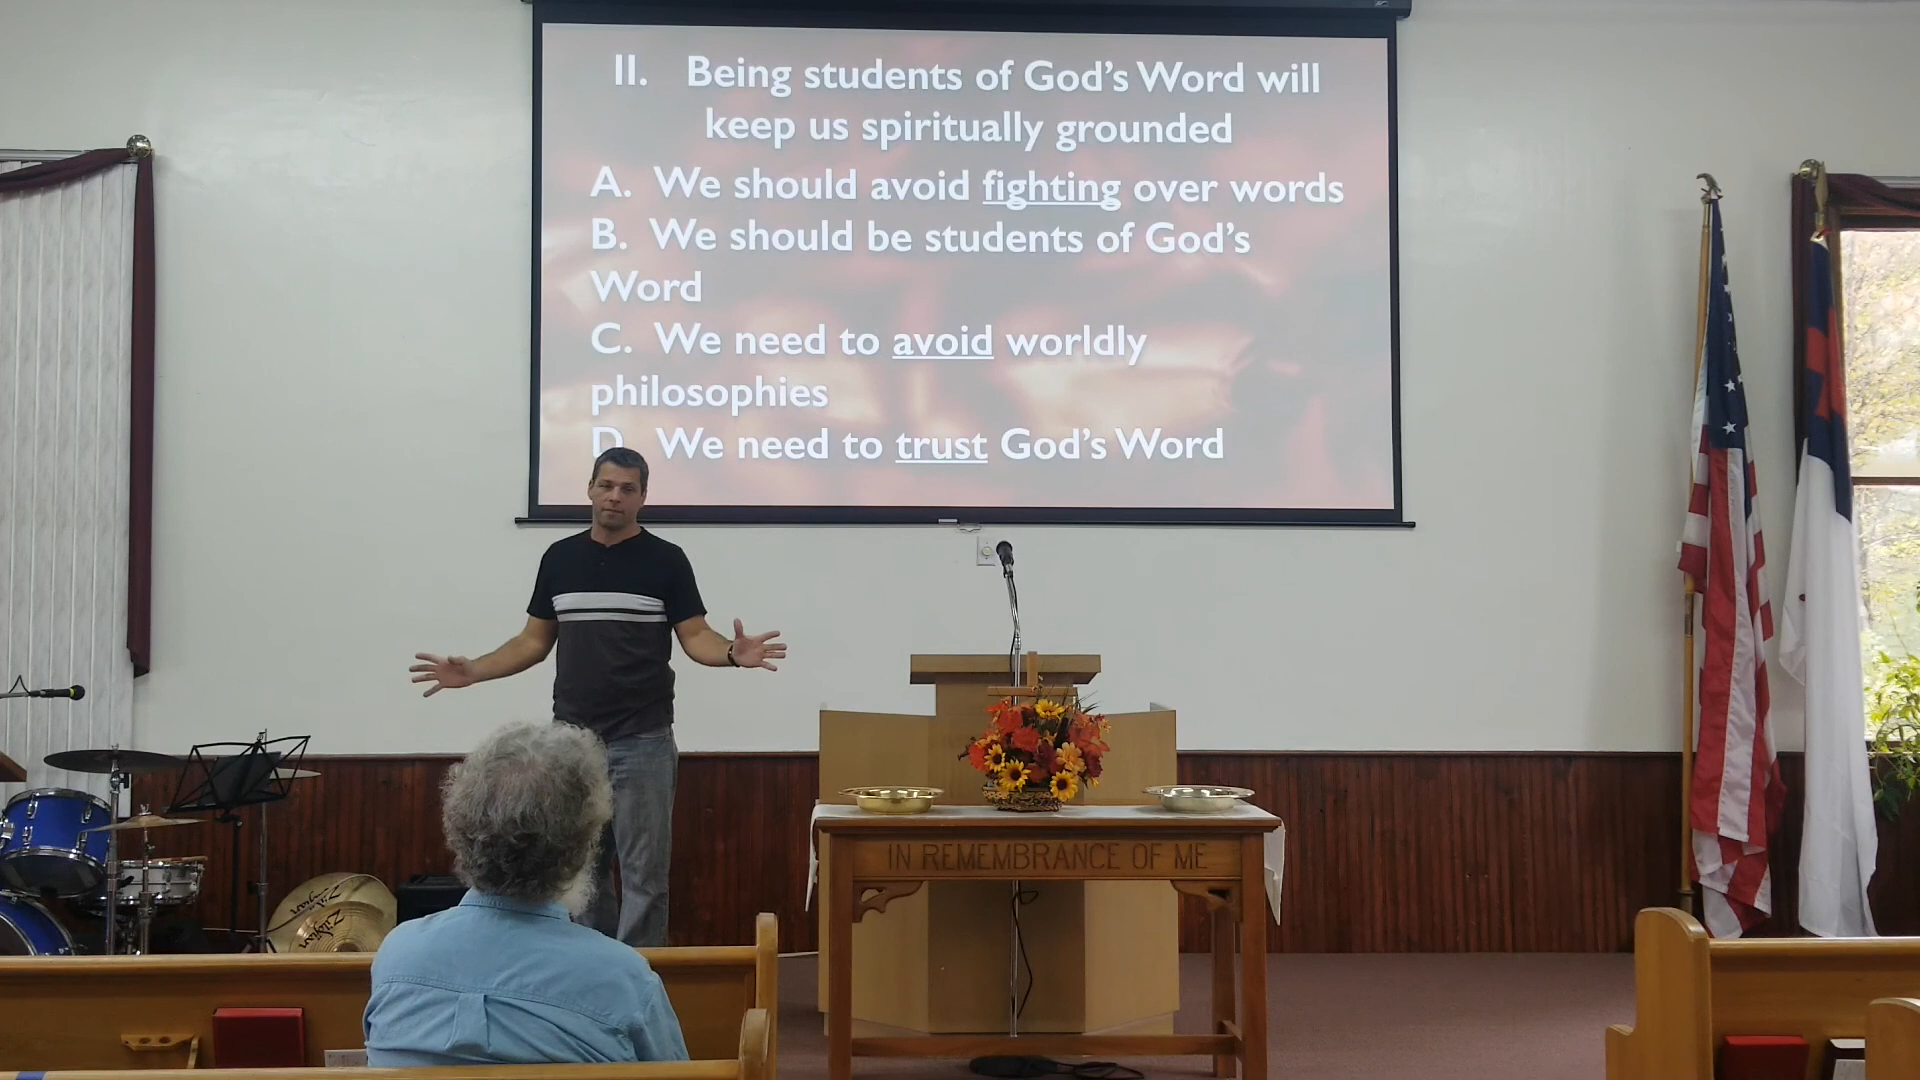 II. Being students of God's Word will
keep us spiritually grounded
A. We should avoid fighting over words
B. We should be students of God's
Word
C. We need to avoid worldly
philosophies
D. We need to trust God's Word
IN REMEMBRANCE OF ME
Zildjian
Zildjian